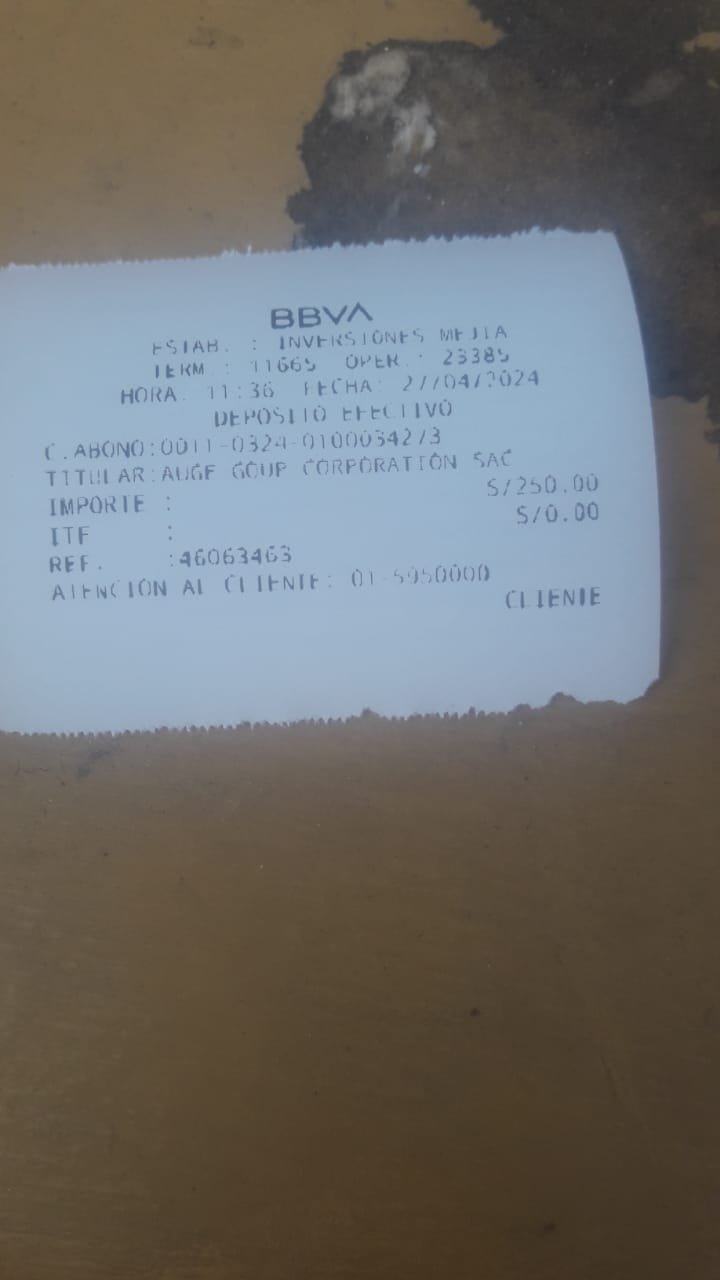 BBVA
ESTAB. : INVERSIONES MEJIA
TERM. : 11665 OPER. : 23385
HORA: 11:36 FECHA: 27/04/2024
DEPOSITO EFECTIVO
C.ABONO:0011-0324-0100034273
TITULAR:AUGE GOUP CORPORATION SAC
IMPORTE : S/250.00
ITF : S/0.00
REF. :46063463
ATENCION AL CLIENTE: 01-5950000
CLIENTE